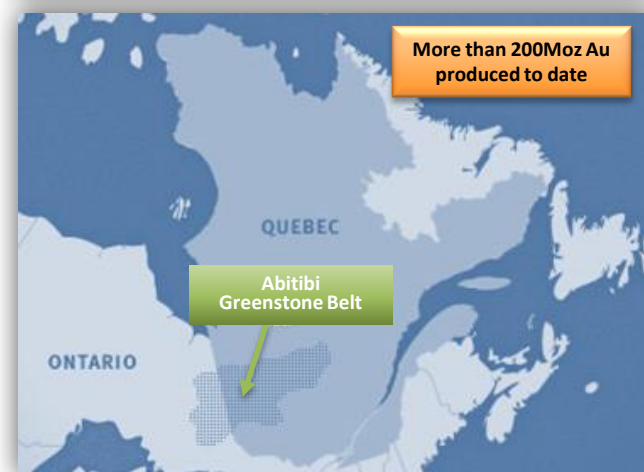 More than 200Moz Au
produced to date
QUEBEC
Abitibi
Greenstone Belt
ONTARIO